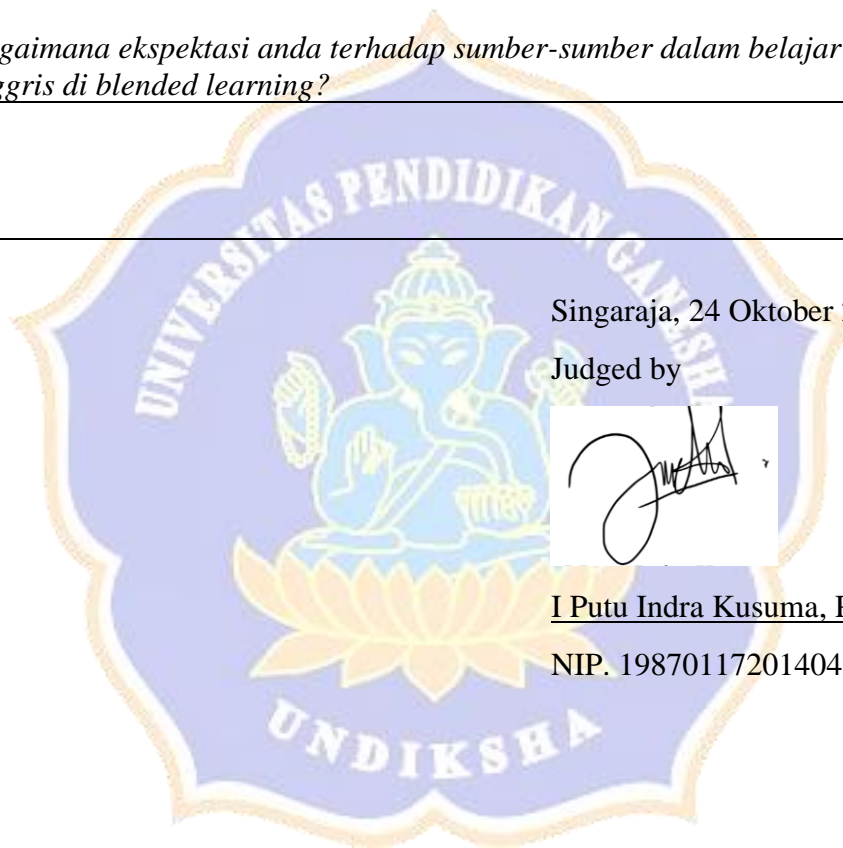 gaimana ekspektasi anda terhadap sumber-sumber dalam belajar
ggris di blended learning?
UNIVERSITAS PENDIDIKAN GANESHA
Singaraja, 24 Oktober
Judged by
I Putu Indra Kusuma,
NIP. 19870117201404
UNDIKSHA